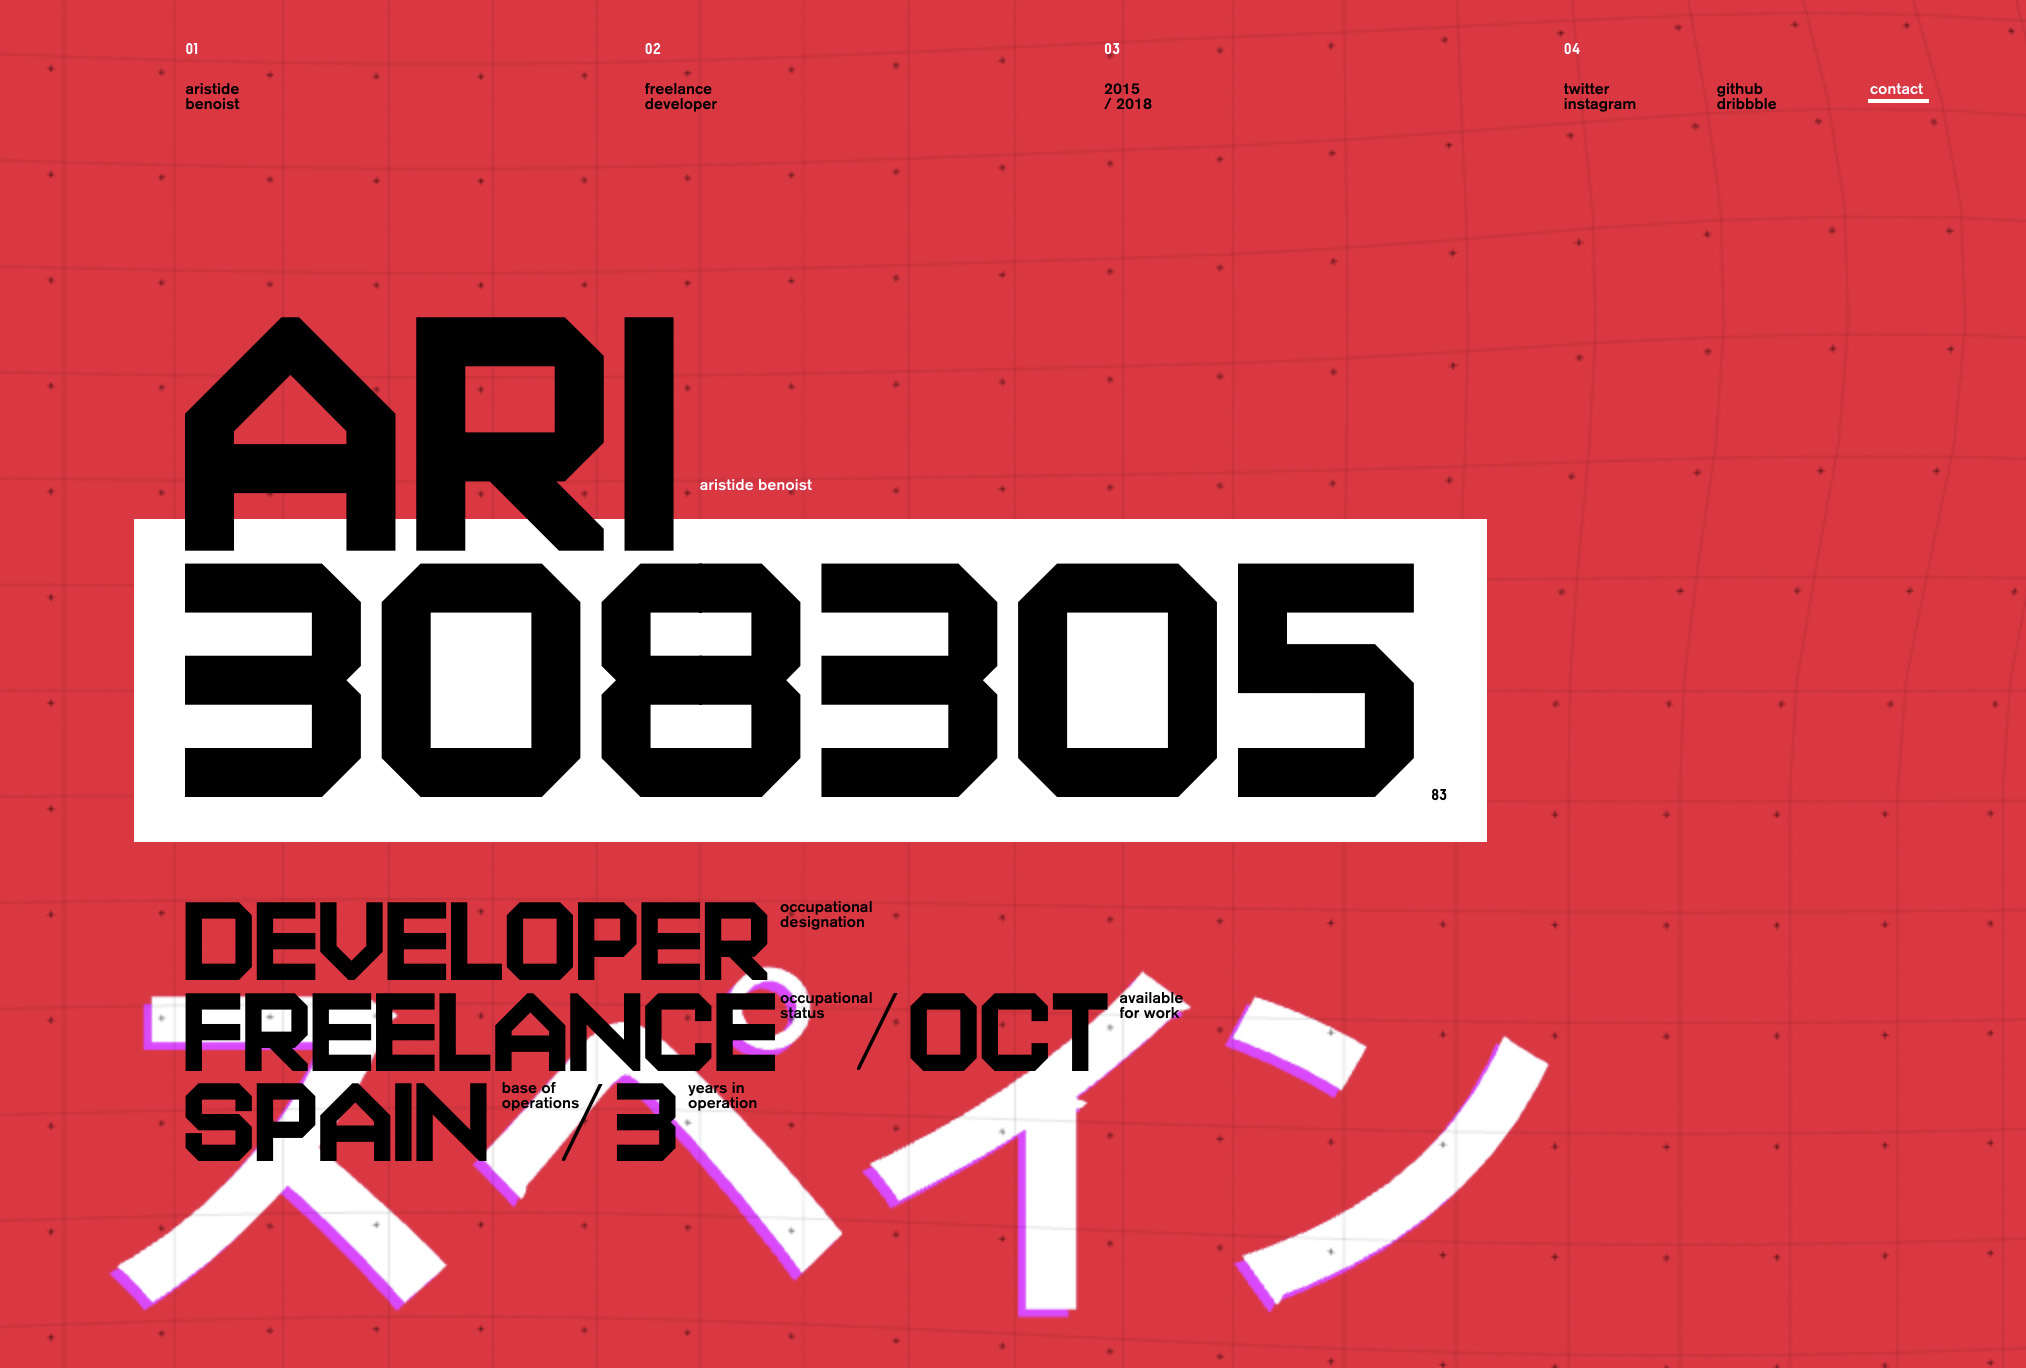 01
aristide
benoist
02
freelance
developer
03
2015
/ 2018
04
twitter
instagram
github
dribbble
contact
ARI
aristide benoist
308305
83
DEVELOPER
occupational
designation
FREELANCE
occupational
status
/
OCT
available
for work
SPAIN
base of
operations
/
3
years in
operation
スペイン